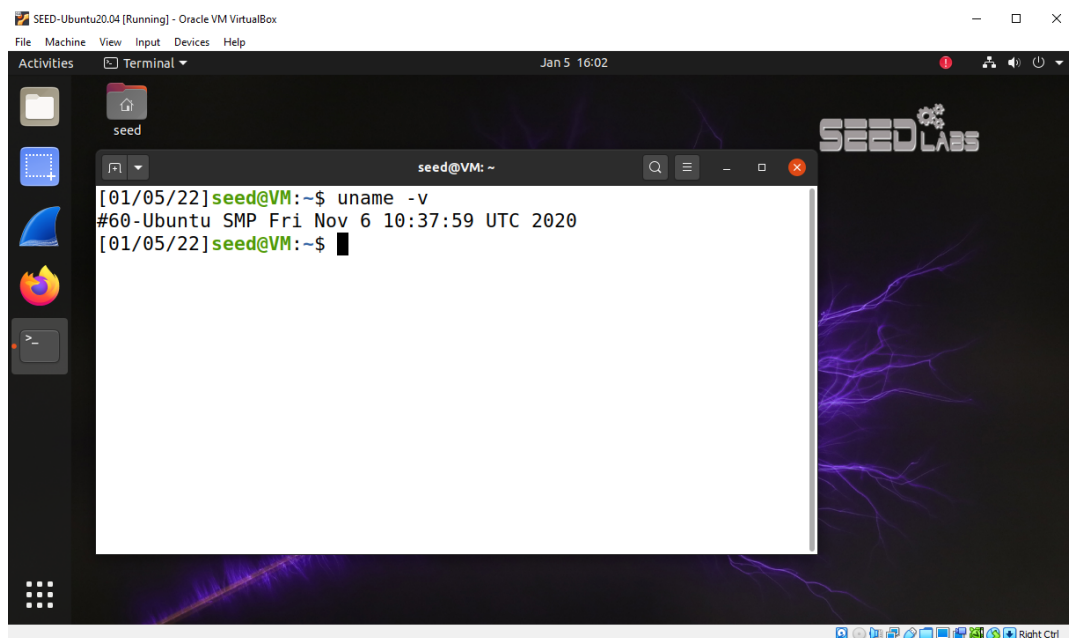 SEED-Ubuntu20.04 [Running] - Oracle VM VirtualBox
File Machine View Input Devices Help
Activities Terminal Jan 5 16:02
seed
SEEDLABS
seed@VM: ~
[01/05/22]seed@VM:~$ uname -v
#60-Ubuntu SMP Fri Nov 6 10:37:59 UTC 2020
[01/05/22]seed@VM:~$
Right Ctrl